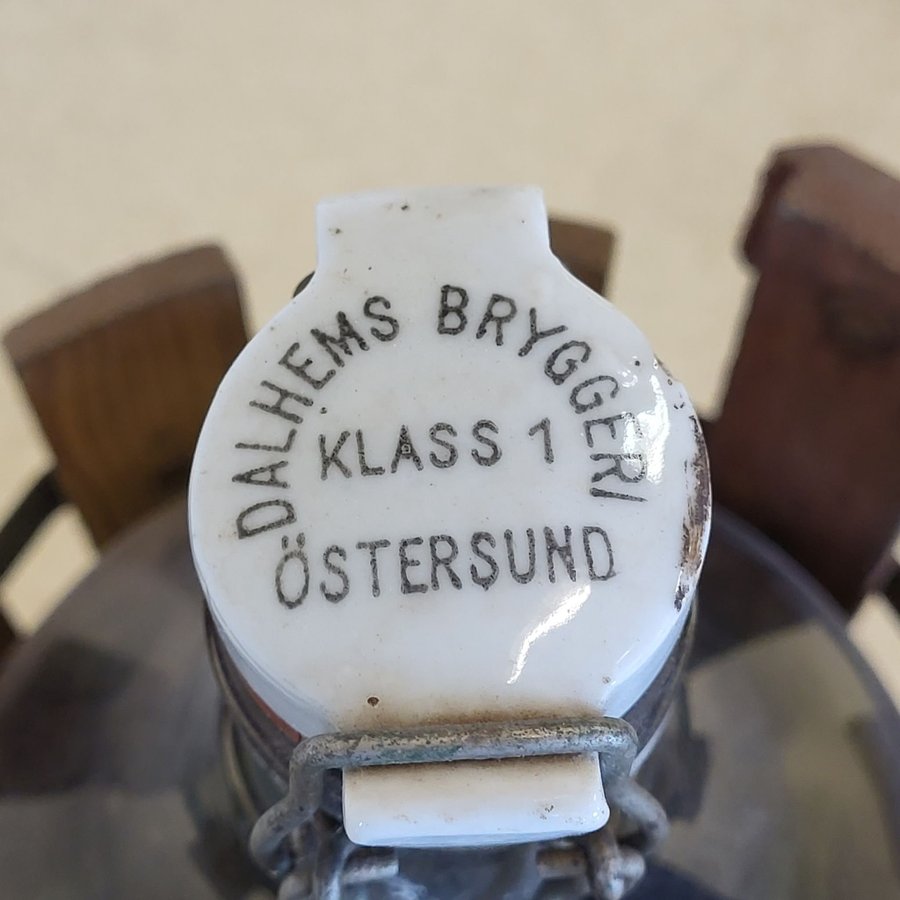 DALHEMS BRYGGERI
KLASS 1
ÖSTERSUND